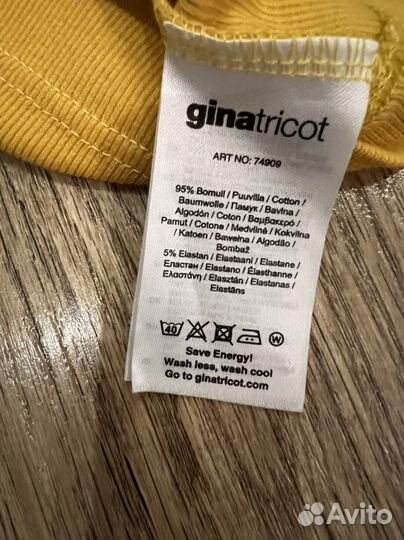 ginatricot
ART NO: 74909
95% Bomull / Puuvilla / Cotton /
Baumwolle / Памук / Bavlna /
Algodón / Coton / Βαμβακερό /
Pamut / Cotone / Medvilnė / Kokvilna
/ Katoen / Bawełna / Algodão /
Bombaž
5% Elastan / Elastaani / Elastane /
Еластан / Elastano / Élasthanne /
Ελαστάνη / Elasztán / Elastanas /
Elastāns
40 W
Save Energy!
Wash less, wash cool
Go to ginatricot.com
Avito